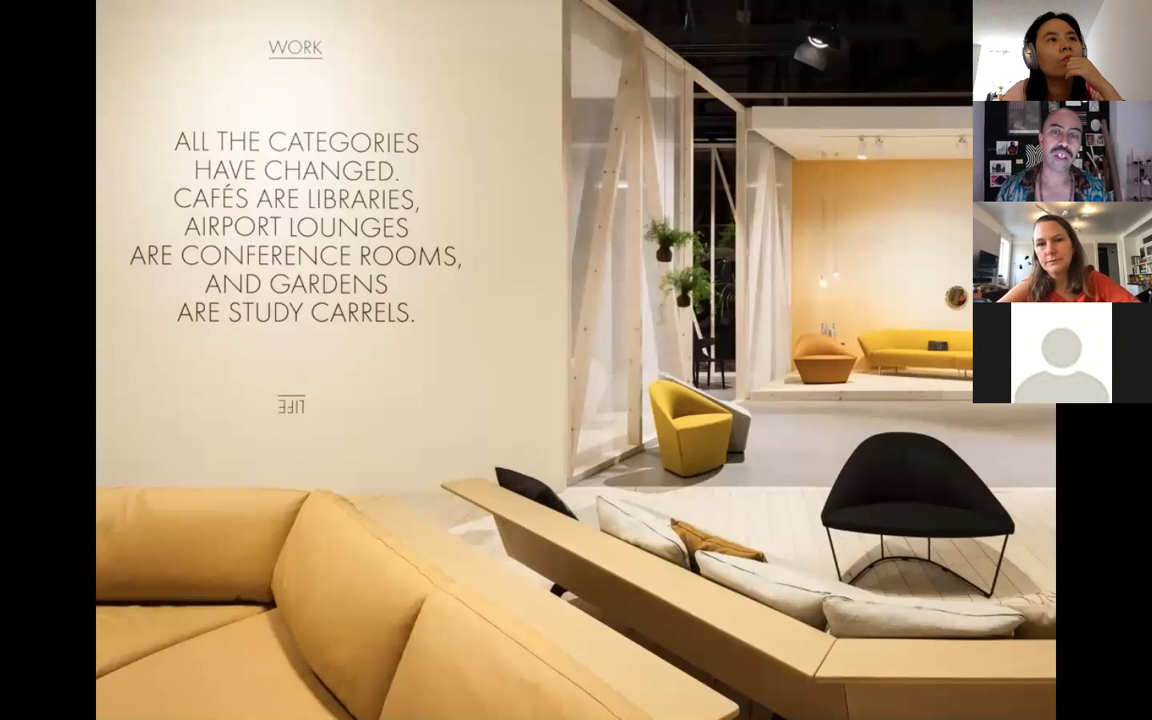 WORK
ALL THE CATEGORIES
HAVE CHANGED.
CAFÉS ARE LIBRARIES,
AIRPORT LOUNGES
ARE CONFERENCE ROOMS,
AND GARDENS
ARE STUDY CARRELS.
LIFE